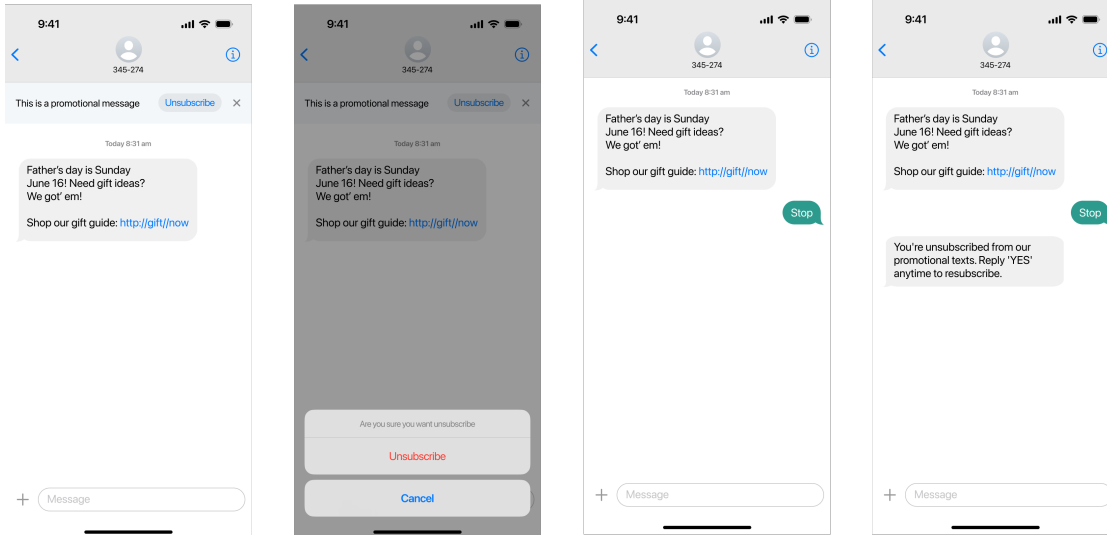 9:41
345-274
This is a promotional message Unsubscribe
Today 8:31 am
Father's day is Sunday
June 16! Need gift ideas?
We got' em!
Shop our gift guide: http://gift//now
Message
9:41
345-274
This is a promotional message Unsubscribe
Today 8:31 am
Father's day is Sunday
June 16! Need gift ideas?
We got' em!
Shop our gift guide: http://gift//now
Are you sure you want unsubscribe
Unsubscribe
Cancel
9:41
345-274
Today 8:31 am
Father's day is Sunday
June 16! Need gift ideas?
We got' em!
Shop our gift guide: http://gift//now
Stop
Message
9:41
345-274
Today 8:31 am
Father's day is Sunday
June 16! Need gift ideas?
We got' em!
Shop our gift guide: http://gift//now
Stop
You're unsubscribed from our
promotional texts. Reply 'YES'
anytime to resubscribe.
Message